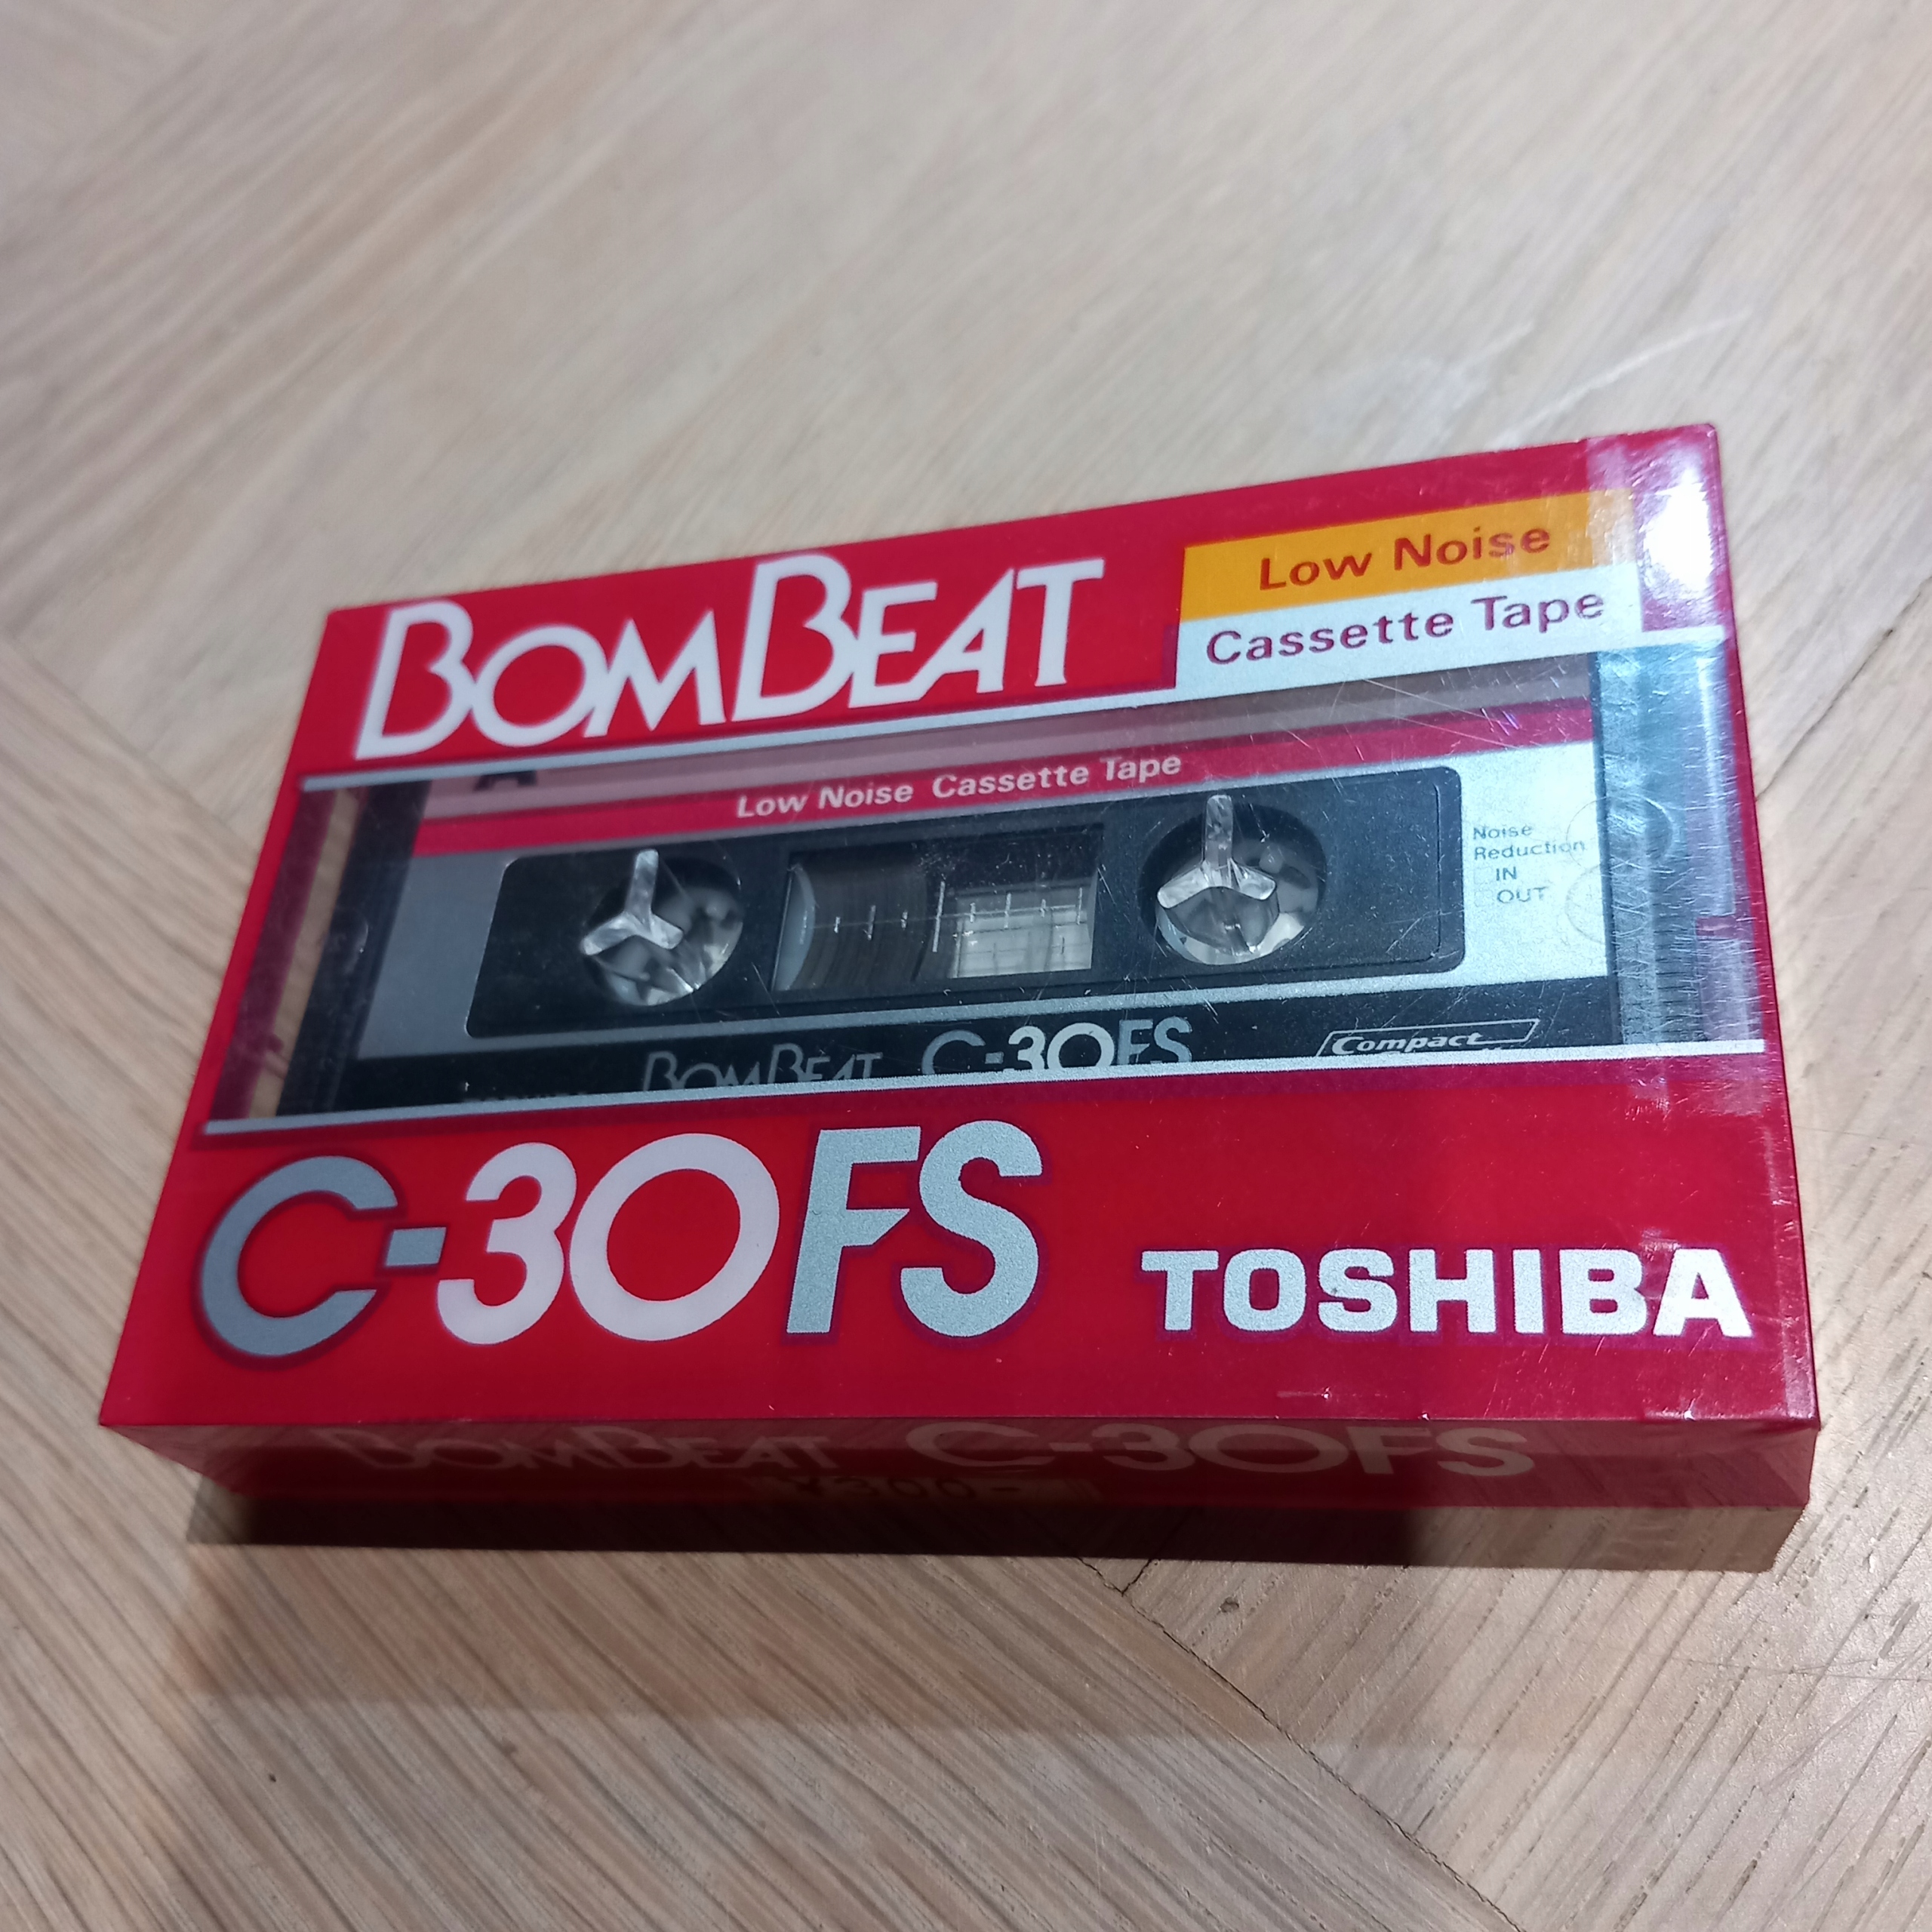 BOMBEAT
Low Noise
Cassette Tape
A
Low Noise Cassette Tape
Noise
Reduction
IN
OUT
BOMBEAT C-30FS
Compact
C-30FS
TOSHIBA
BOMBEAT C-30FS
¥300-